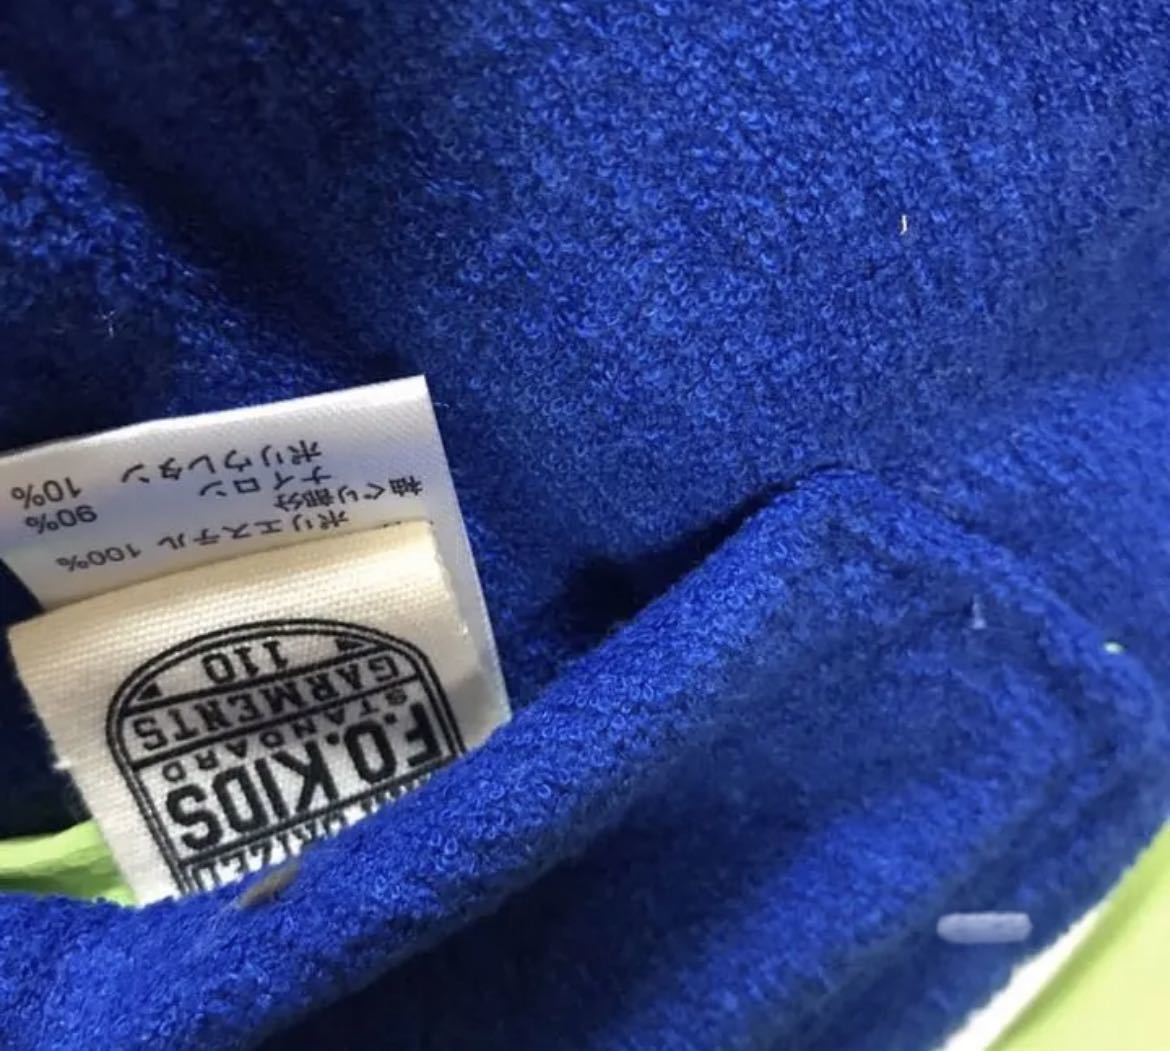 F.O.KIDS
STANDARD
GARMENTS
110
ポリエステル 100%
袖ぐり部分
ナイロン 90%
ポリウレタン 10%